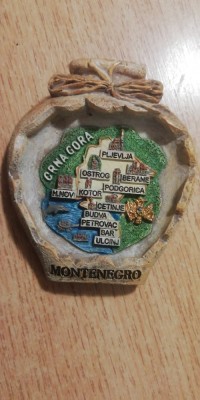 CRNA GORA
PLJEVLJA
OSTROG
BERANE
PODGORICA
H.NOVI
KOTOR
CETINJE
BUDVA
PETROVAC
BAR
ULCINJ
MONTENEGRO